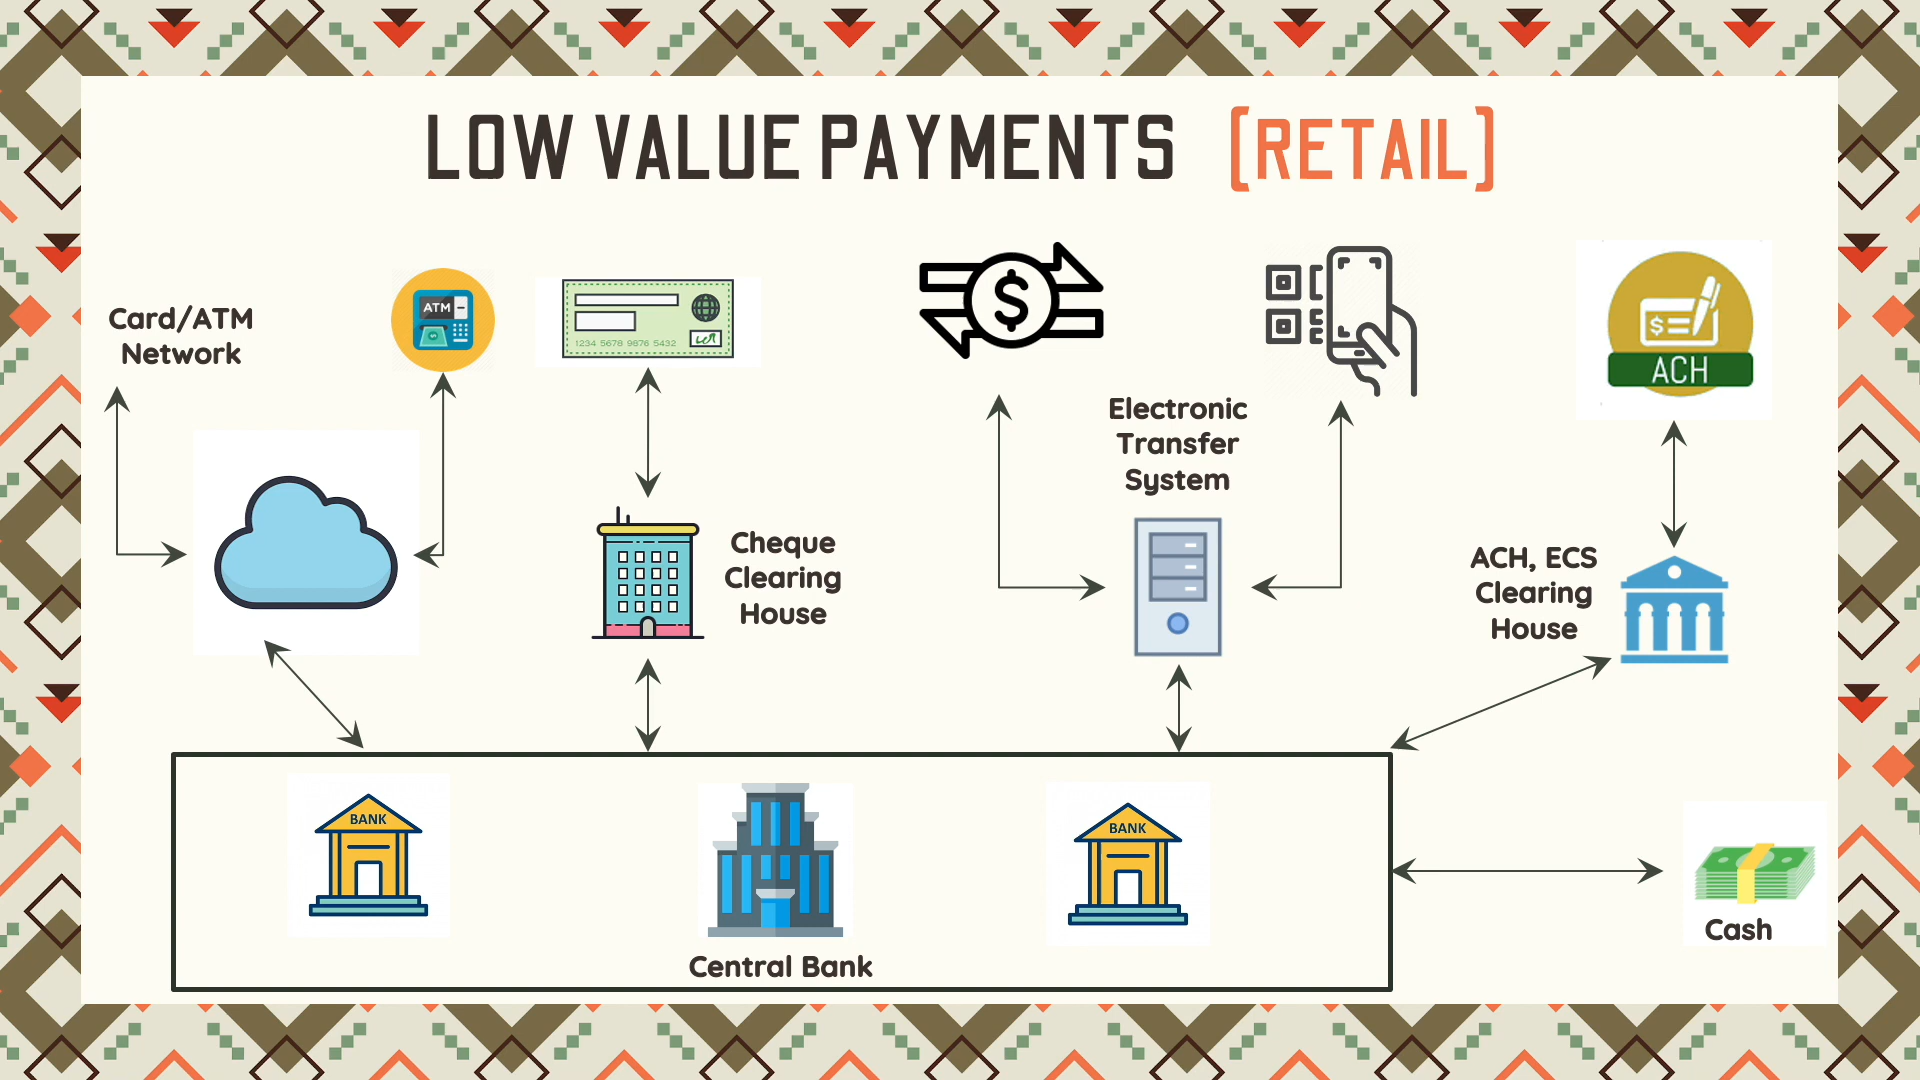 LOW VALUE PAYMENTS [RETAIL]
Card/ATM
Network
ATM
1234 5678 9876 5432
$
$
ACH
Electronic
Transfer
System
Cheque
Clearing
House
ACH, ECS
Clearing
House
BANK
BANK
Central Bank
Cash